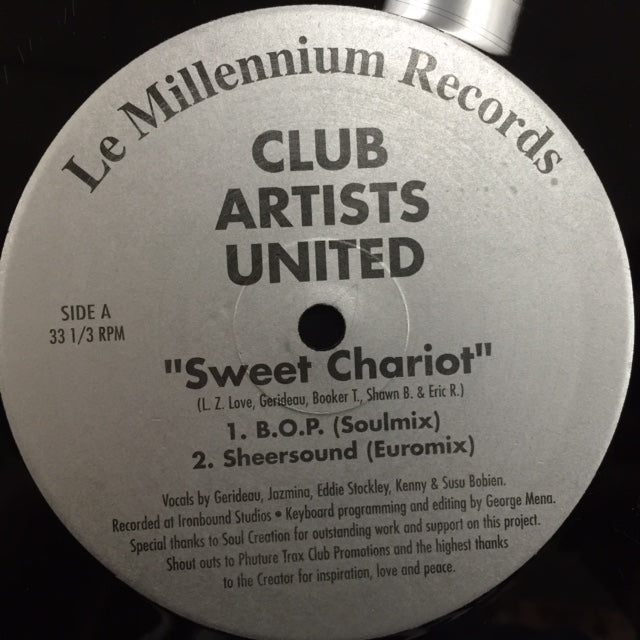 Le Millennium Records
CLUB
ARTISTS
UNITED
SIDE A
33 1/3 RPM
"Sweet Chariot"
(L. Z. Love, Gerideau, Booker T., Shawn B. & Eric R.)
1. B.O.P. (Soulmix)
2. Sheersound (Euromix)
Vocals by Gerideau, Jazmina, Eddie Stockley, Kenny & Susu Bobien.
Recorded at Ironbound Studios • Keyboard programming and editing by George Mena.
Special thanks to Soul Creation for outstanding work and support on this project.
Shout outs to Phuture Trax Club Promotions and the highest thanks
to the Creator for inspiration, love and peace.